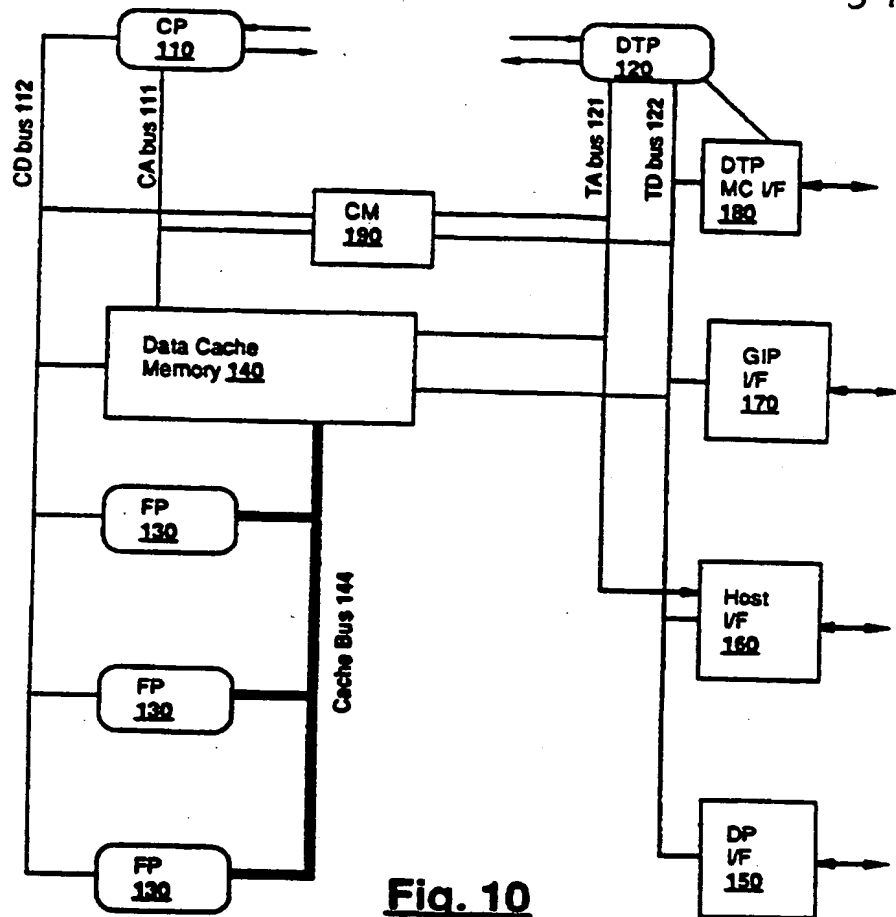 CP
110
DTP
120
CD bus 112
CA bus 111
TA bus 121
TD bus 122
DTP
MC I/F
180
CM
190
Data Cache
Memory 140
GIP
I/F
170
FP
130
Cache Bus 144
Host
I/F
160
FP
130
DP
I/F
150
FP
130
Fig. 10